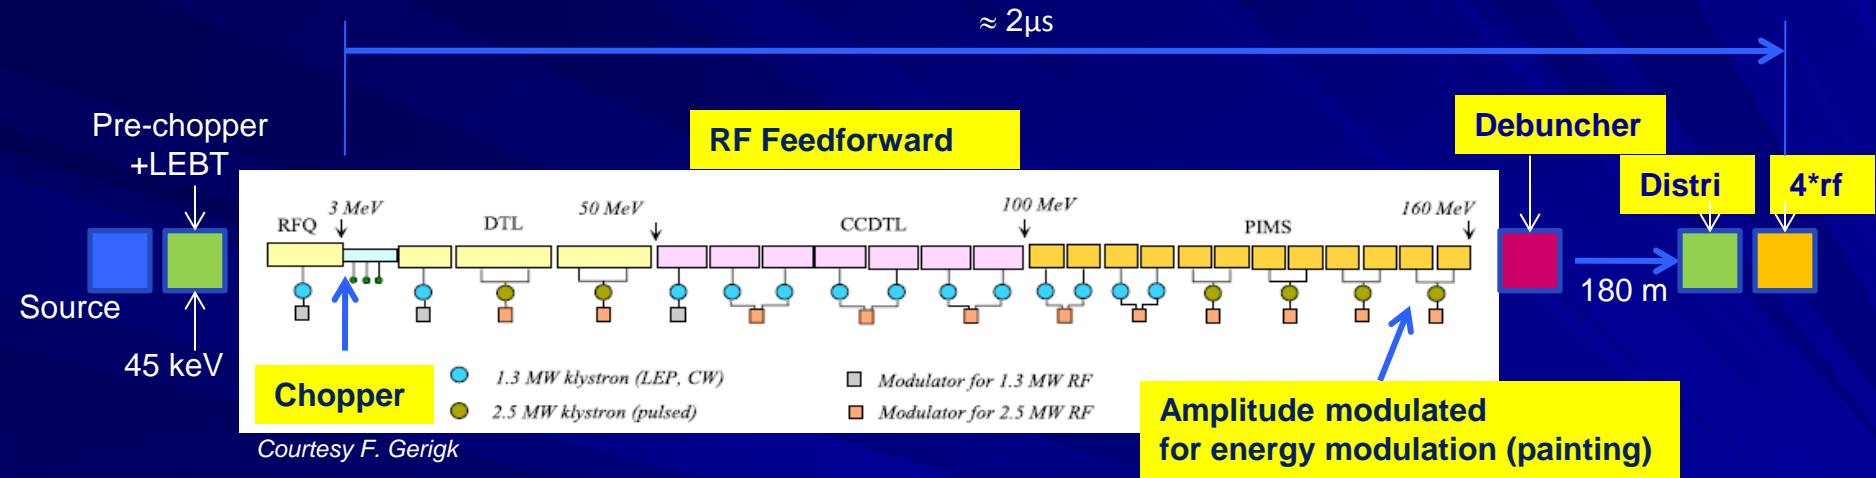 ≈ 2μs
Pre-chopper
+LEBT
RF Feedforward
Debuncher
Distri
4*rf
RFQ
3 MeV
DTL
50 MeV
CCDTL
100 MeV
PIMS
160 MeV
Source
180 m
45 keV
Chopper
1.3 MW klystron (LEP, CW)
Modulator for 1.3 MW RF
2.5 MW klystron (pulsed)
Modulator for 2.5 MW RF
Amplitude modulated
for energy modulation (painting)
Courtesy F. Gerigk